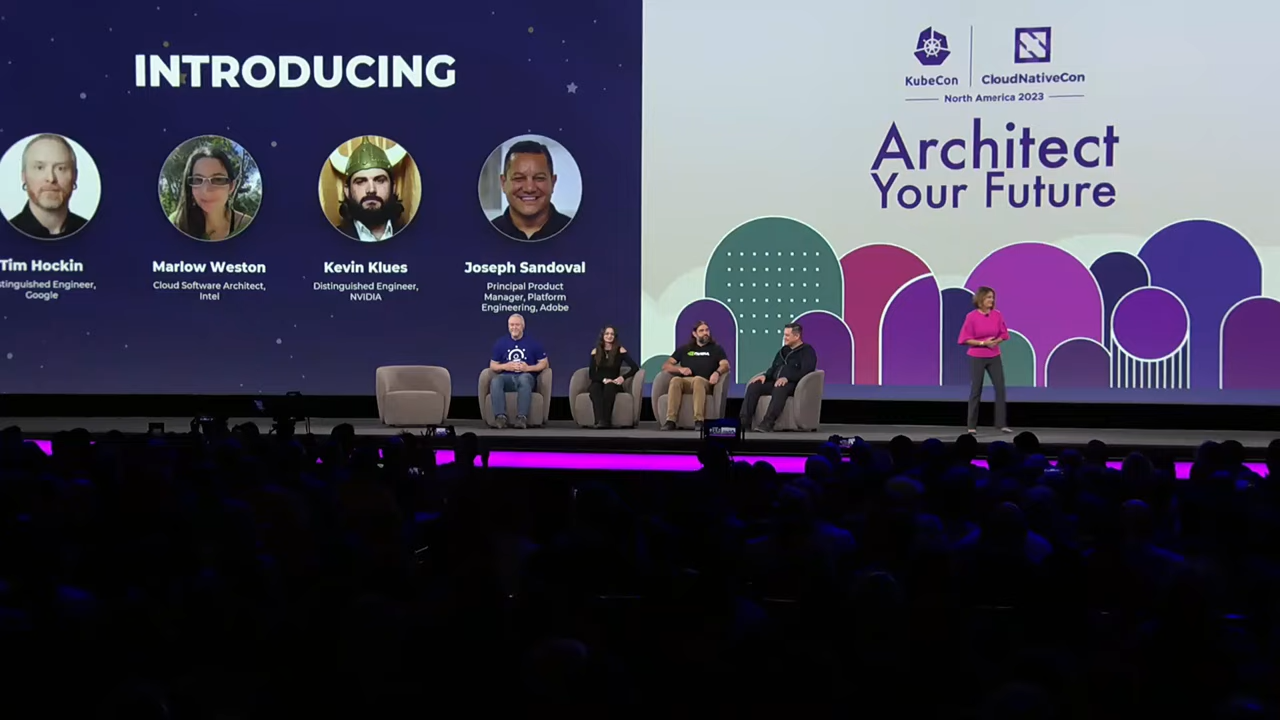 INTRODUCING
Tim Hockin
stinguished Engineer,
Google
Marlow Weston
Cloud Software Architect,
Intel
Kevin Klues
Distinguished Engineer,
NVIDIA
Joseph Sandoval
Principal Product
Manager, Platform
Engineering, Adobe
KubeCon
CloudNativeCon
North America 2023
Architect
Your Future